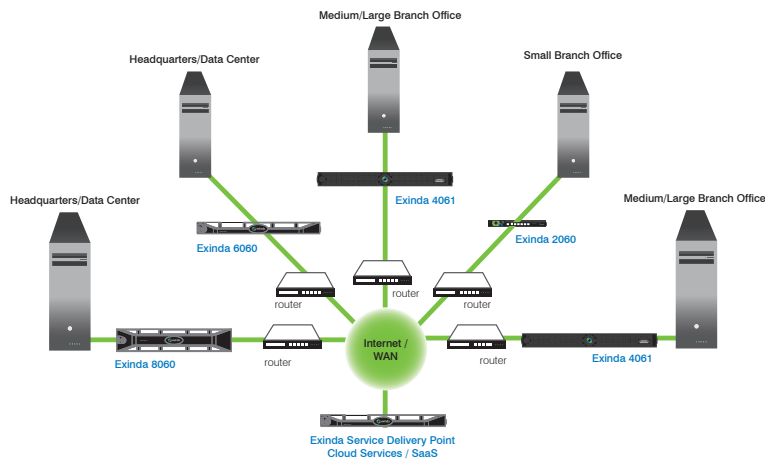 Medium/Large Branch Office
Headquarters/Data Center
Small Branch Office
Headquarters/Data Center
Medium/Large Branch Office
Exinda 4061
Exinda 6060
Exinda 2060
router
router
router
Internet /
WAN
Exinda 8060
router
router
Exinda 4061
Exinda Service Delivery Point
Cloud Services / SaaS